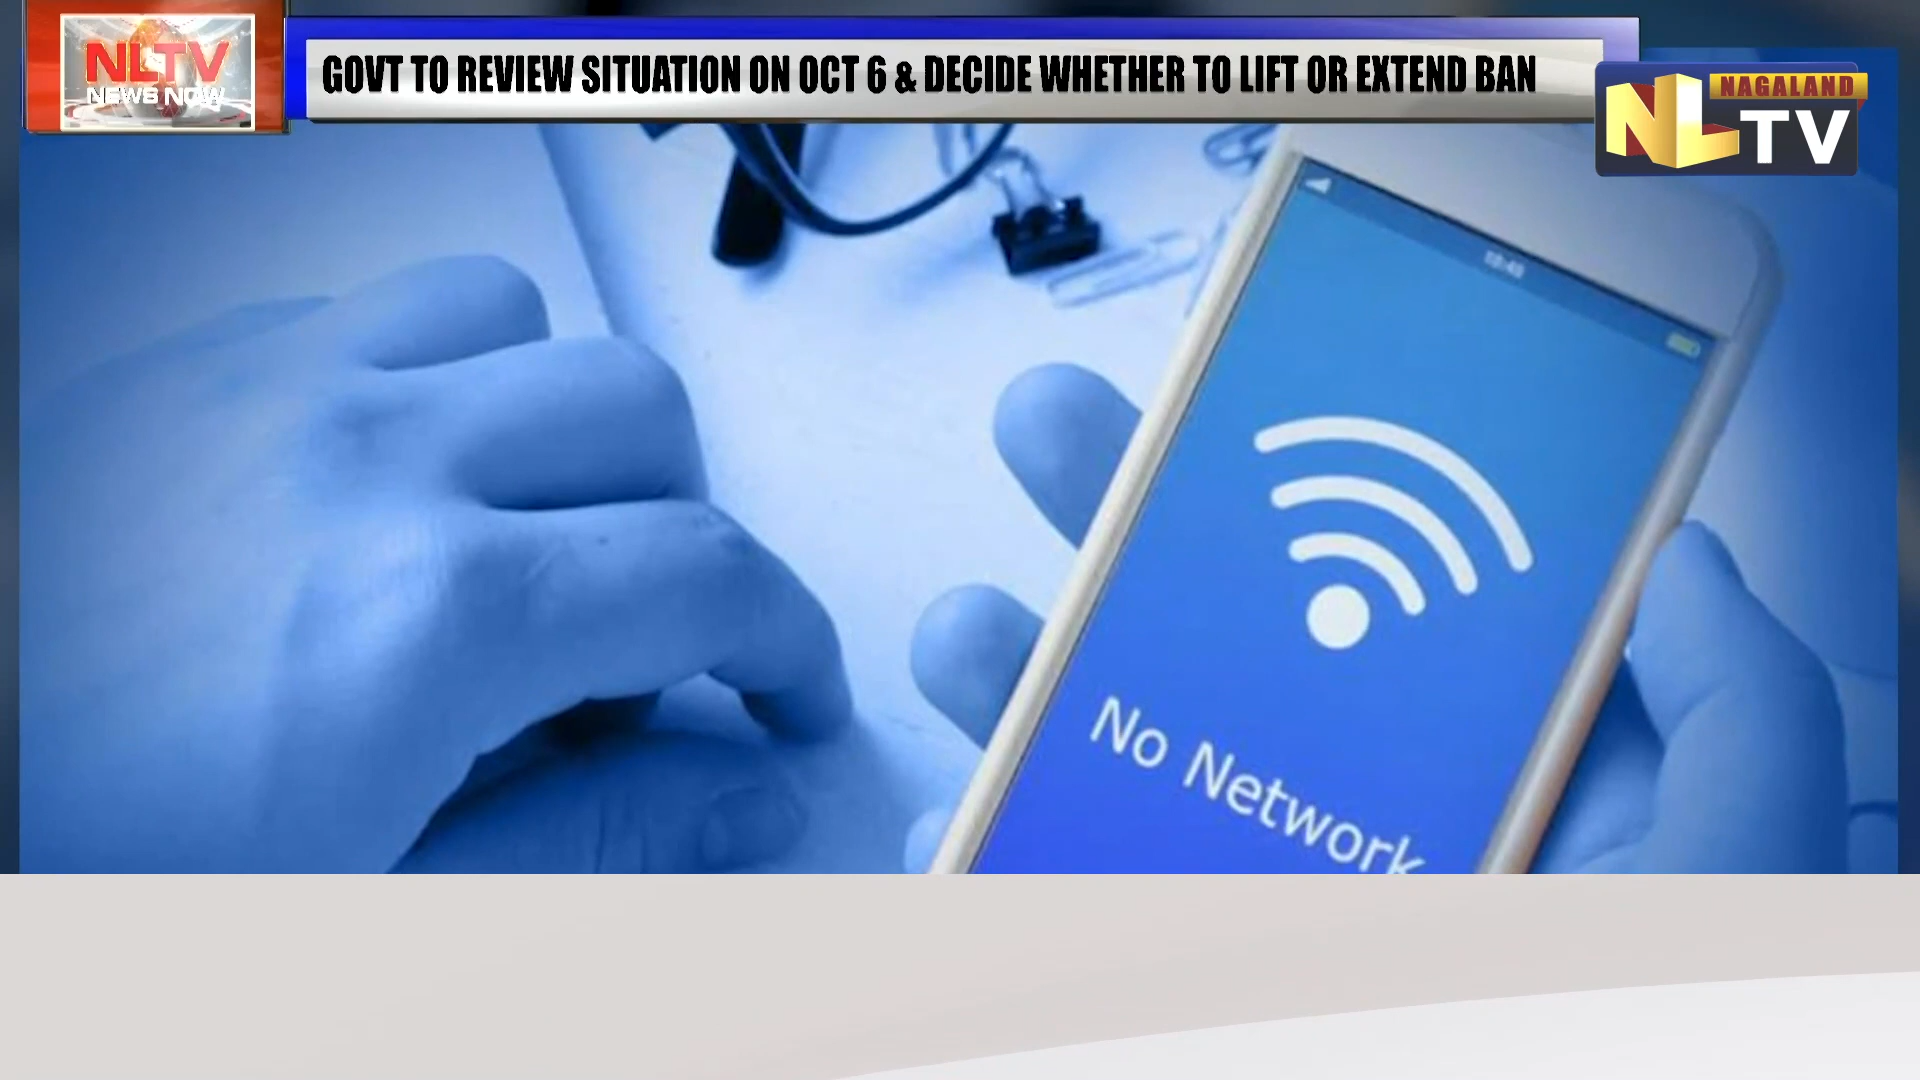 NLTV
NEWS NOW
GOVT TO REVIEW SITUATION ON OCT 6 & DECIDE WHETHER TO LIFT OR EXTEND BAN
NAGALAND
NLTV
No Network